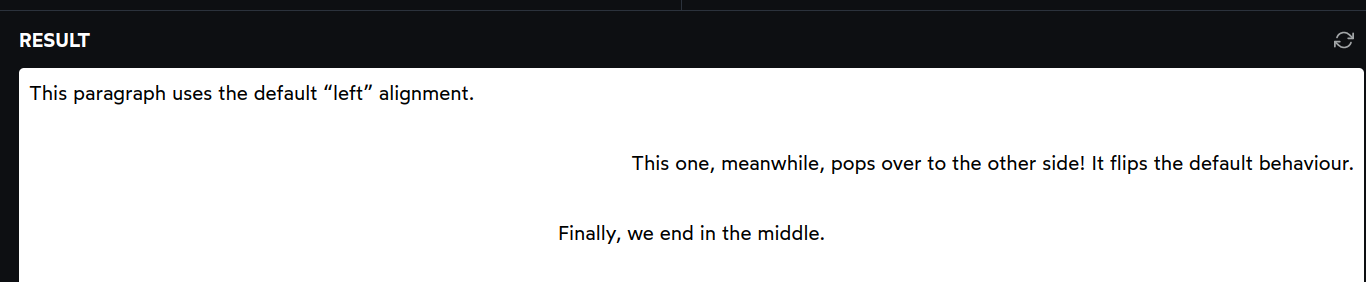 RESULT
This paragraph uses the default “left” alignment.
This one, meanwhile, pops over to the other side! It flips the default behaviour.
Finally, we end in the middle.